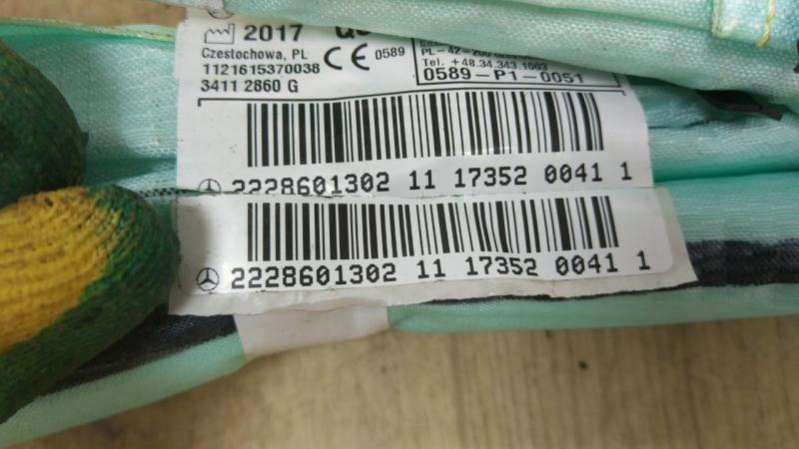 2017
Czestochowa, PL
CE 0589
1121615370038
3411 2860 G
Tel. +48.34.343.1063
0589-P1-0051
2228601302 11 17352 0041 1
2228601302 11 17352 0041 1